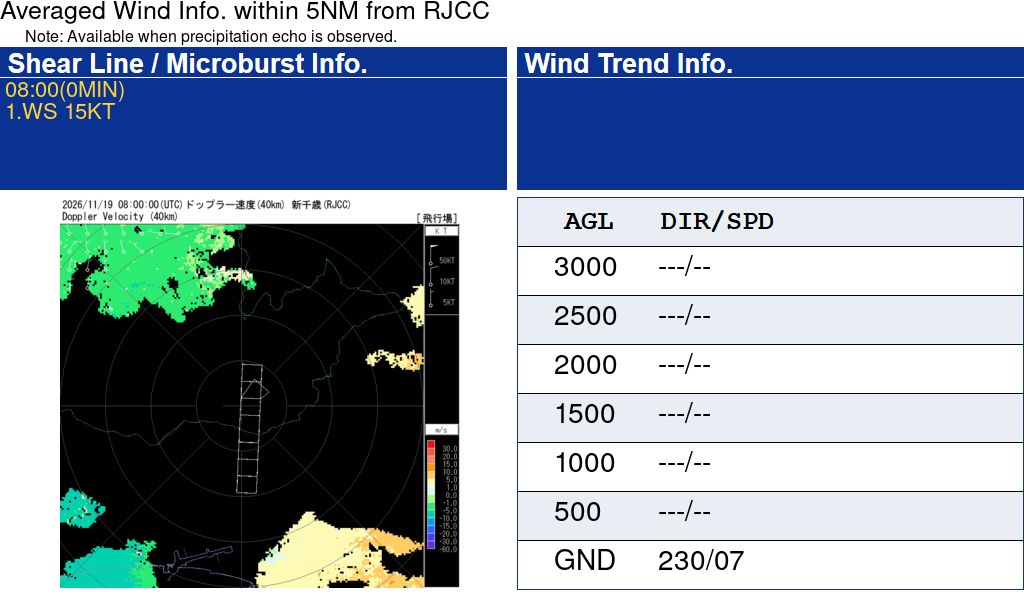 Averaged Wind Info. within 5NM from RJCC
Note: Available when precipitation echo is observed.
Shear Line / Microburst Info.
08:00(0MIN)
1.WS 15KT
Wind Trend Info.
2026/11/19 08:00:00(UTC) ドップラー速度(40km) 新千歳(RJCC)
Doppler Velocity (40km)
[飛行場]
KT
50KT
10KT
5KT
m/s
30.0
20.0
15.0
10.0
5.0
1.0
0.0
-1.0
-5.0
-10.0
-15.0
-20.0
-30.0
-60.0
AGL DIR/SPD
3000 ---/--
2500 ---/--
2000 ---/--
1500 ---/--
1000 ---/--
500 ---/--
GND 230/07